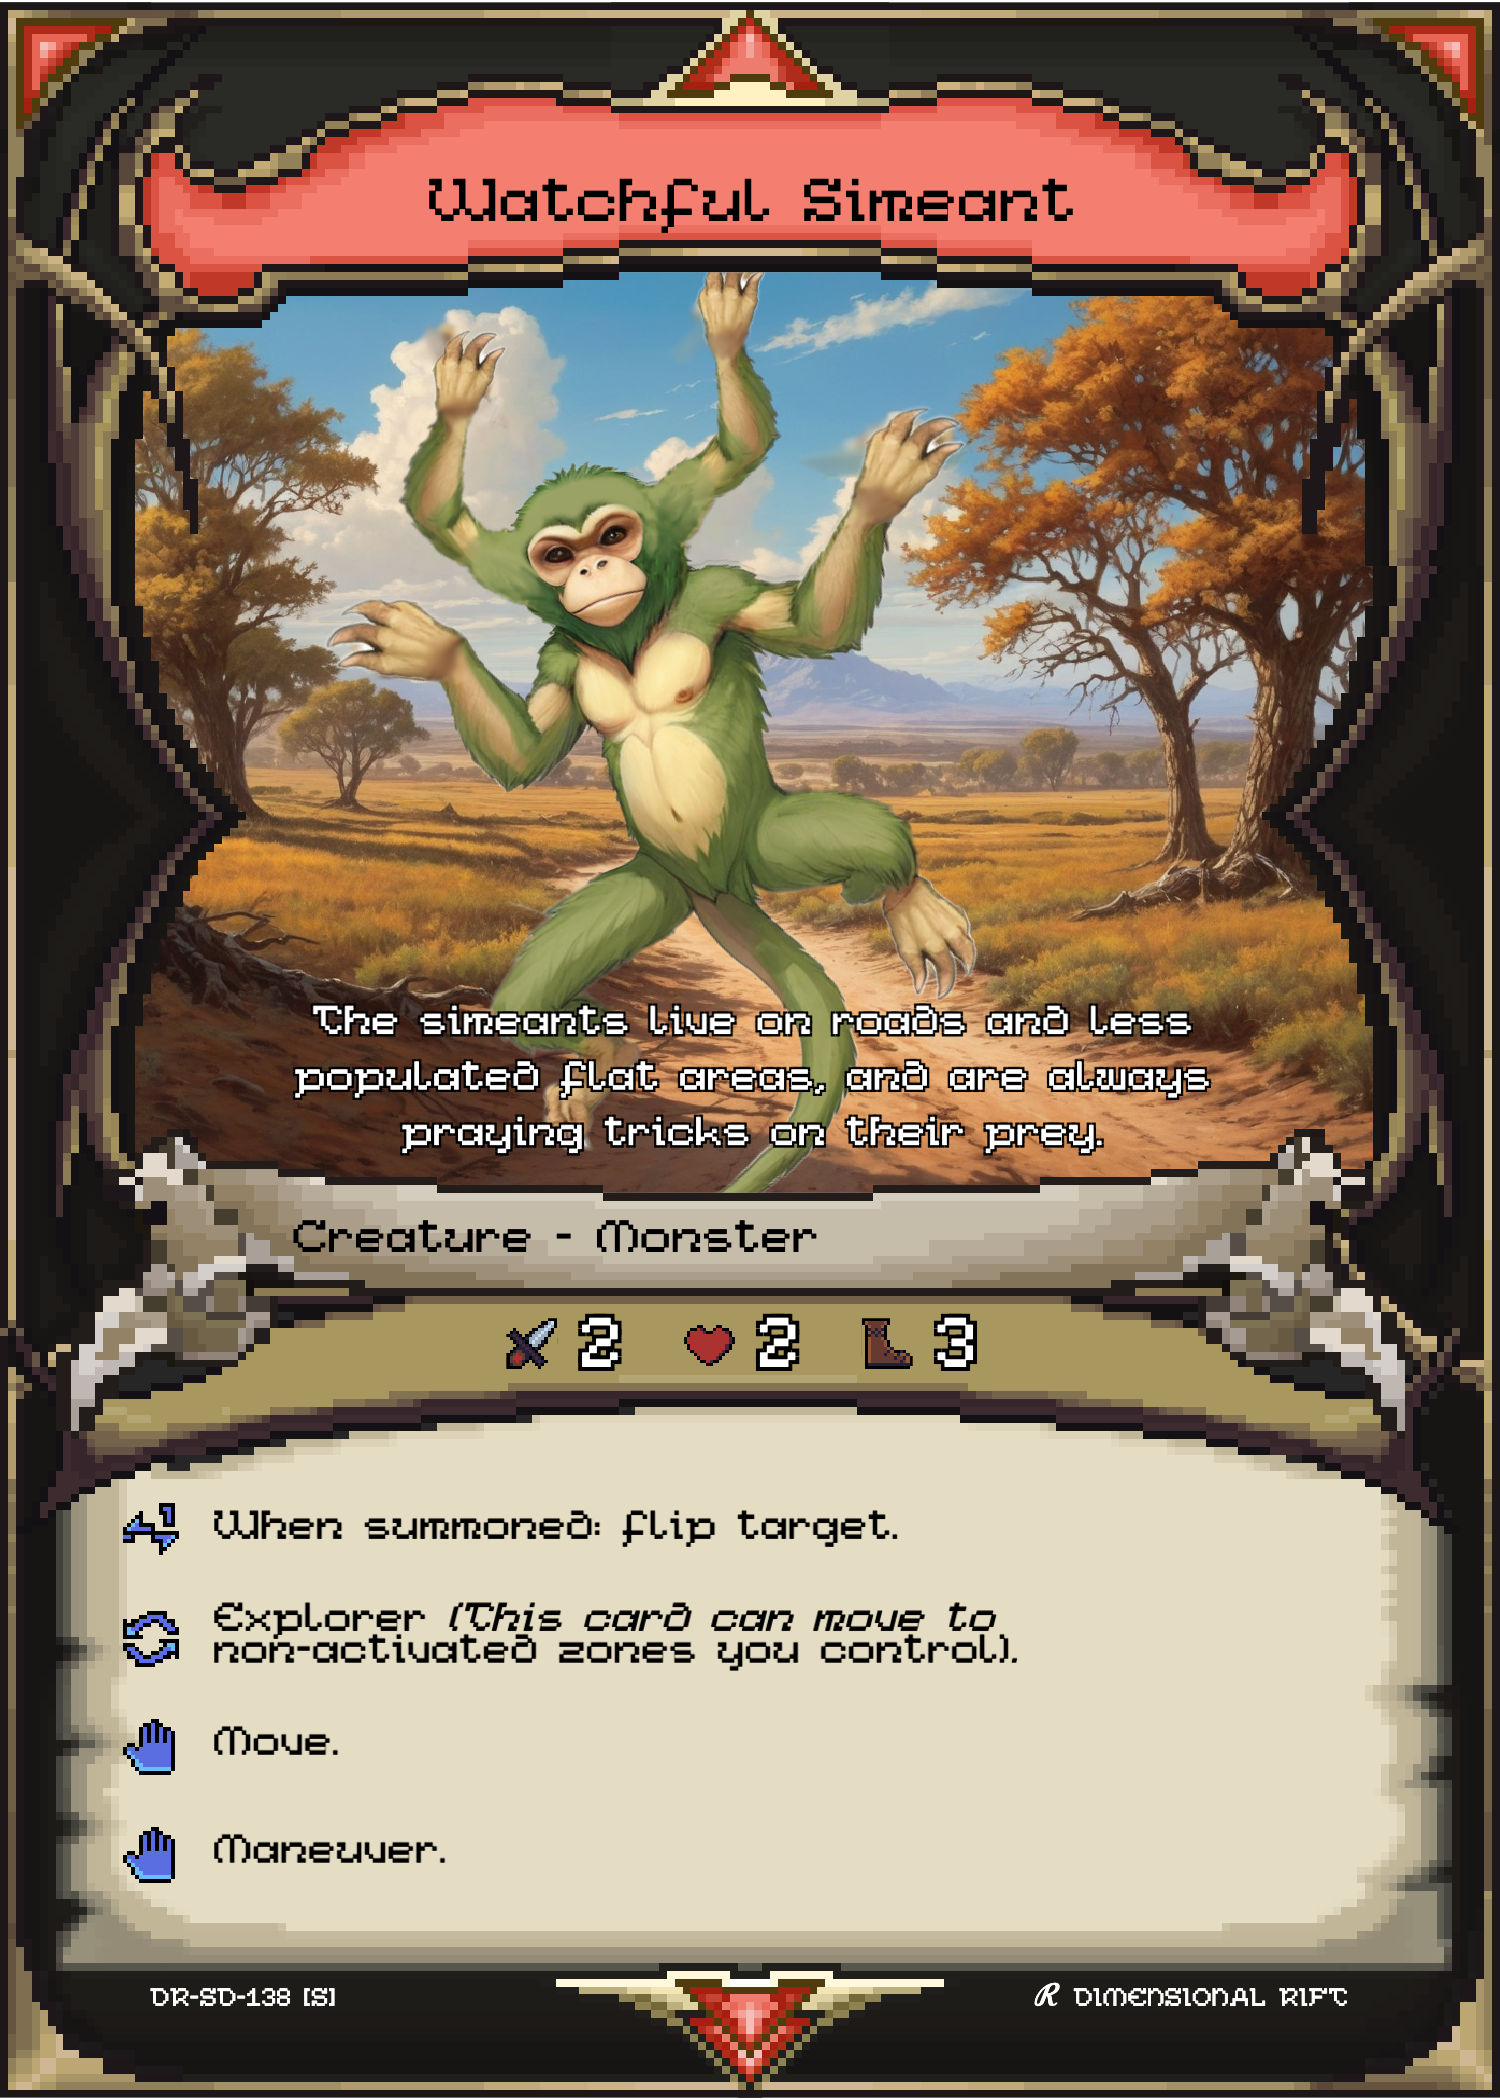 Watchful Simeant
The simeants live on roads and less
populated flat areas, and are always
praying tricks on their prey.
Creature - Monster
2 2 3
When summoned: flip target.
Explorer (This card can move to
non-activated zones you control).
Move.
Maneuver.
DR-SD-138 [S]
R DIMENSIONAL RIFT